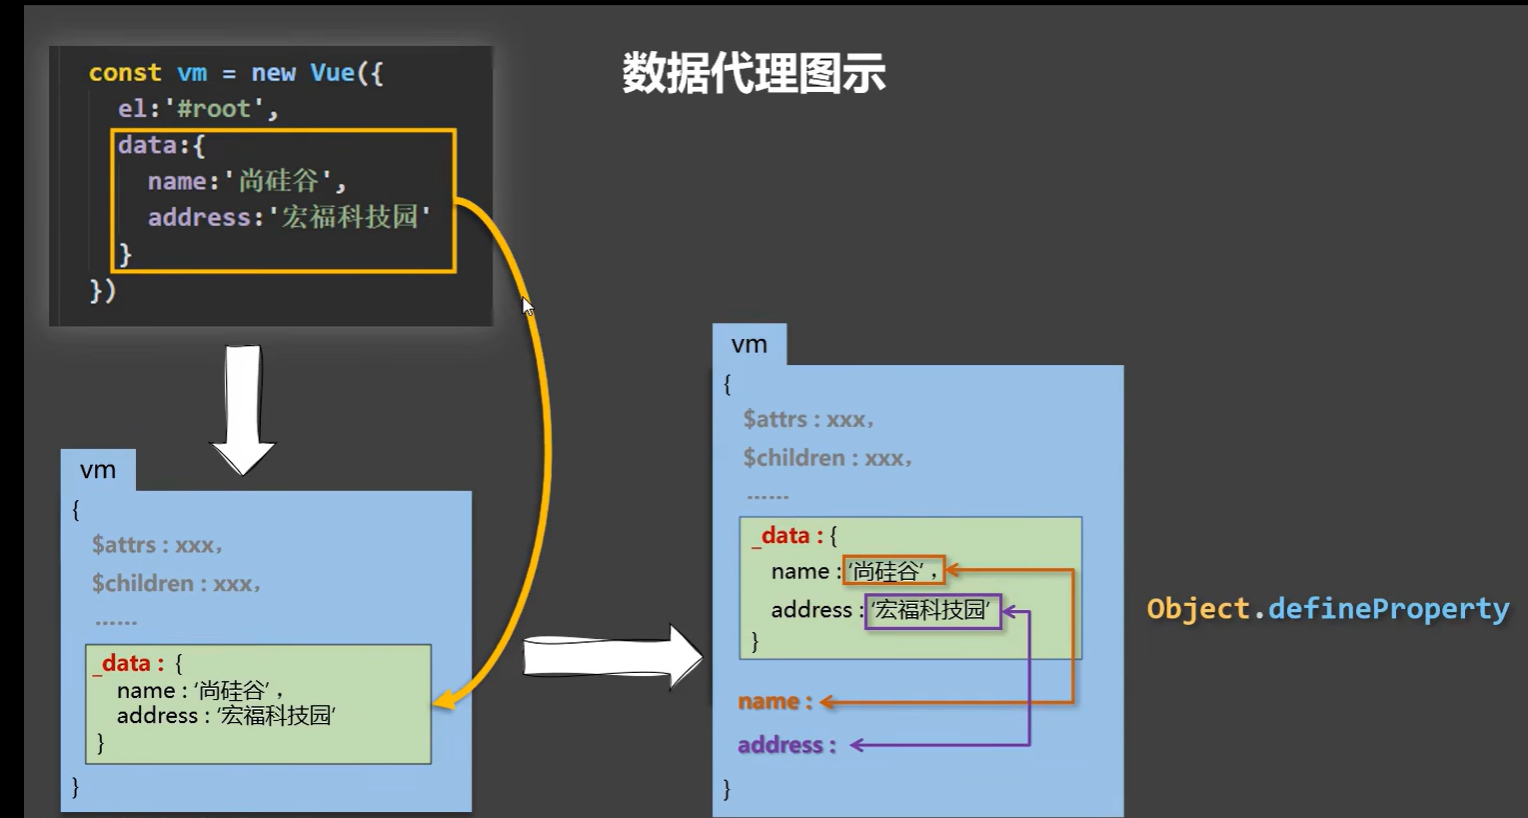 数据代理图示
const vm = new Vue({
el:'#root',
data:{
name:'尚硅谷',
address:'宏福科技园'
}
})
vm
{
$attrs : xxx，
$children : xxx，
......
_data : {
name : ‘尚硅谷’ ，
address : ‘宏福科技园’
}
}
vm
{
$attrs : xxx，
$children : xxx，
......
_data : {
name : ‘尚硅谷’ ，
address : ‘宏福科技园’
}
name :
address :
}
Object.defineProperty